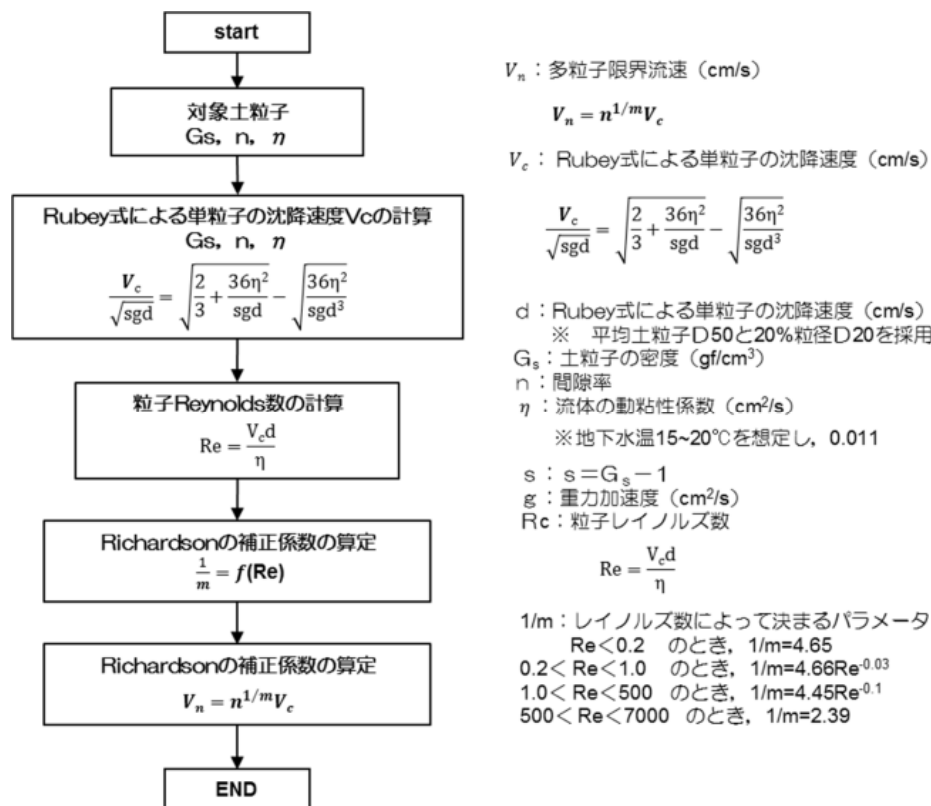 start
対象土粒子
Gs, n, η
Rubey式による単粒子の沈降速度Vcの計算
Gs, n, η
V_c/√sgd = √(2/3 + 36η²/sgd) − √(36η²/sgd³)
粒子Reynolds数の計算
Re = V_cd/η
Richardsonの補正係数の算定
1/m = f(Re)
Richardsonの補正係数の算定
V_n = n^{1/m}V_c
END
V_n:多粒子限界流速(cm/s)
V_n = n^{1/m}V_c
V_c: Rubey式による単粒子の沈降速度(cm/s)
V_c/√sgd = √(2/3 + 36η²/sgd) − √(36η²/sgd³)
d:Rubey式による単粒子の沈降速度(cm/s)
※ 平均土粒子D50と20%粒径D20を採用
G_s:土粒子の密度(gf/cm³)
n:間隙率
η:流体の動粘性係数(cm²/s)
※地下水温15~20℃を想定し,0.011
s:s=G_s−1
g:重力加速度(cm²/s)
Rc:粒子レイノルズ数
Re = V_cd/η
1/m:レイノルズ数によって決まるパラメータ
Re<0.2 のとき,1/m=4.65
0.2<Re<1.0 のとき,1/m=4.66Re^{-0.03}
1.0<Re<500 のとき,1/m=4.45Re^{-0.1}
500<Re<7000 のとき,1/m=2.39